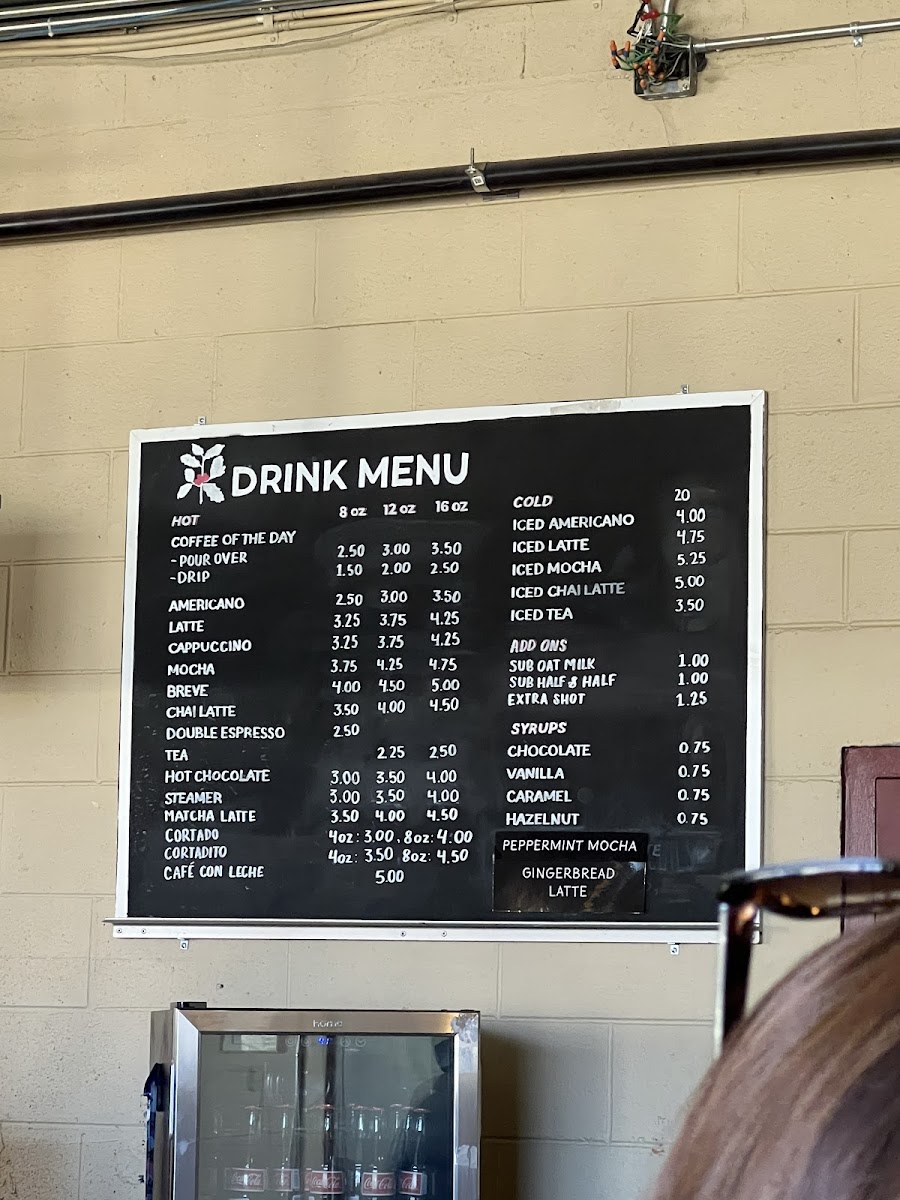 DRINK MENU
HOT 8 oz 12 oz 16 oz
COFFEE OF THE DAY
- POUR OVER 2.50 3.00 3.50
- DRIP 1.50 2.00 2.50
AMERICANO 2.50 3.00 3.50
LATTE 3.25 3.75 4.25
CAPPUCCINO 3.25 3.75 4.25
MOCHA 3.75 4.25 4.75
BREVE 4.00 4.50 5.00
CHAI LATTE 3.50 4.00 4.50
DOUBLE ESPRESSO 2.50
TEA 2.25 2.50
HOT CHOCOLATE 3.00 3.50 4.00
STEAMER 3.00 3.50 4.00
MATCHA LATTE 3.50 4.00 4.50
CORTADO 4oz: 3.00, 8oz: 4.00
CORTADITO 4oz: 3.50 8oz: 4.50
CAFÉ CON LECHE 5.00
COLD 20
ICED AMERICANO 4.00
ICED LATTE 4.75
ICED MOCHA 5.25
ICED CHAI LATTE 5.00
ICED TEA 3.50
ADD ONS
SUB OAT MILK 1.00
SUB HALF & HALF 1.00
EXTRA SHOT 1.25
SYRUPS
CHOCOLATE 0.75
VANILLA 0.75
CARAMEL 0.75
HAZELNUT 0.75
PEPPERMINT MOCHA
GINGERBREAD
LATTE
home
Coca-Cola Coca-Cola Coca-Cola